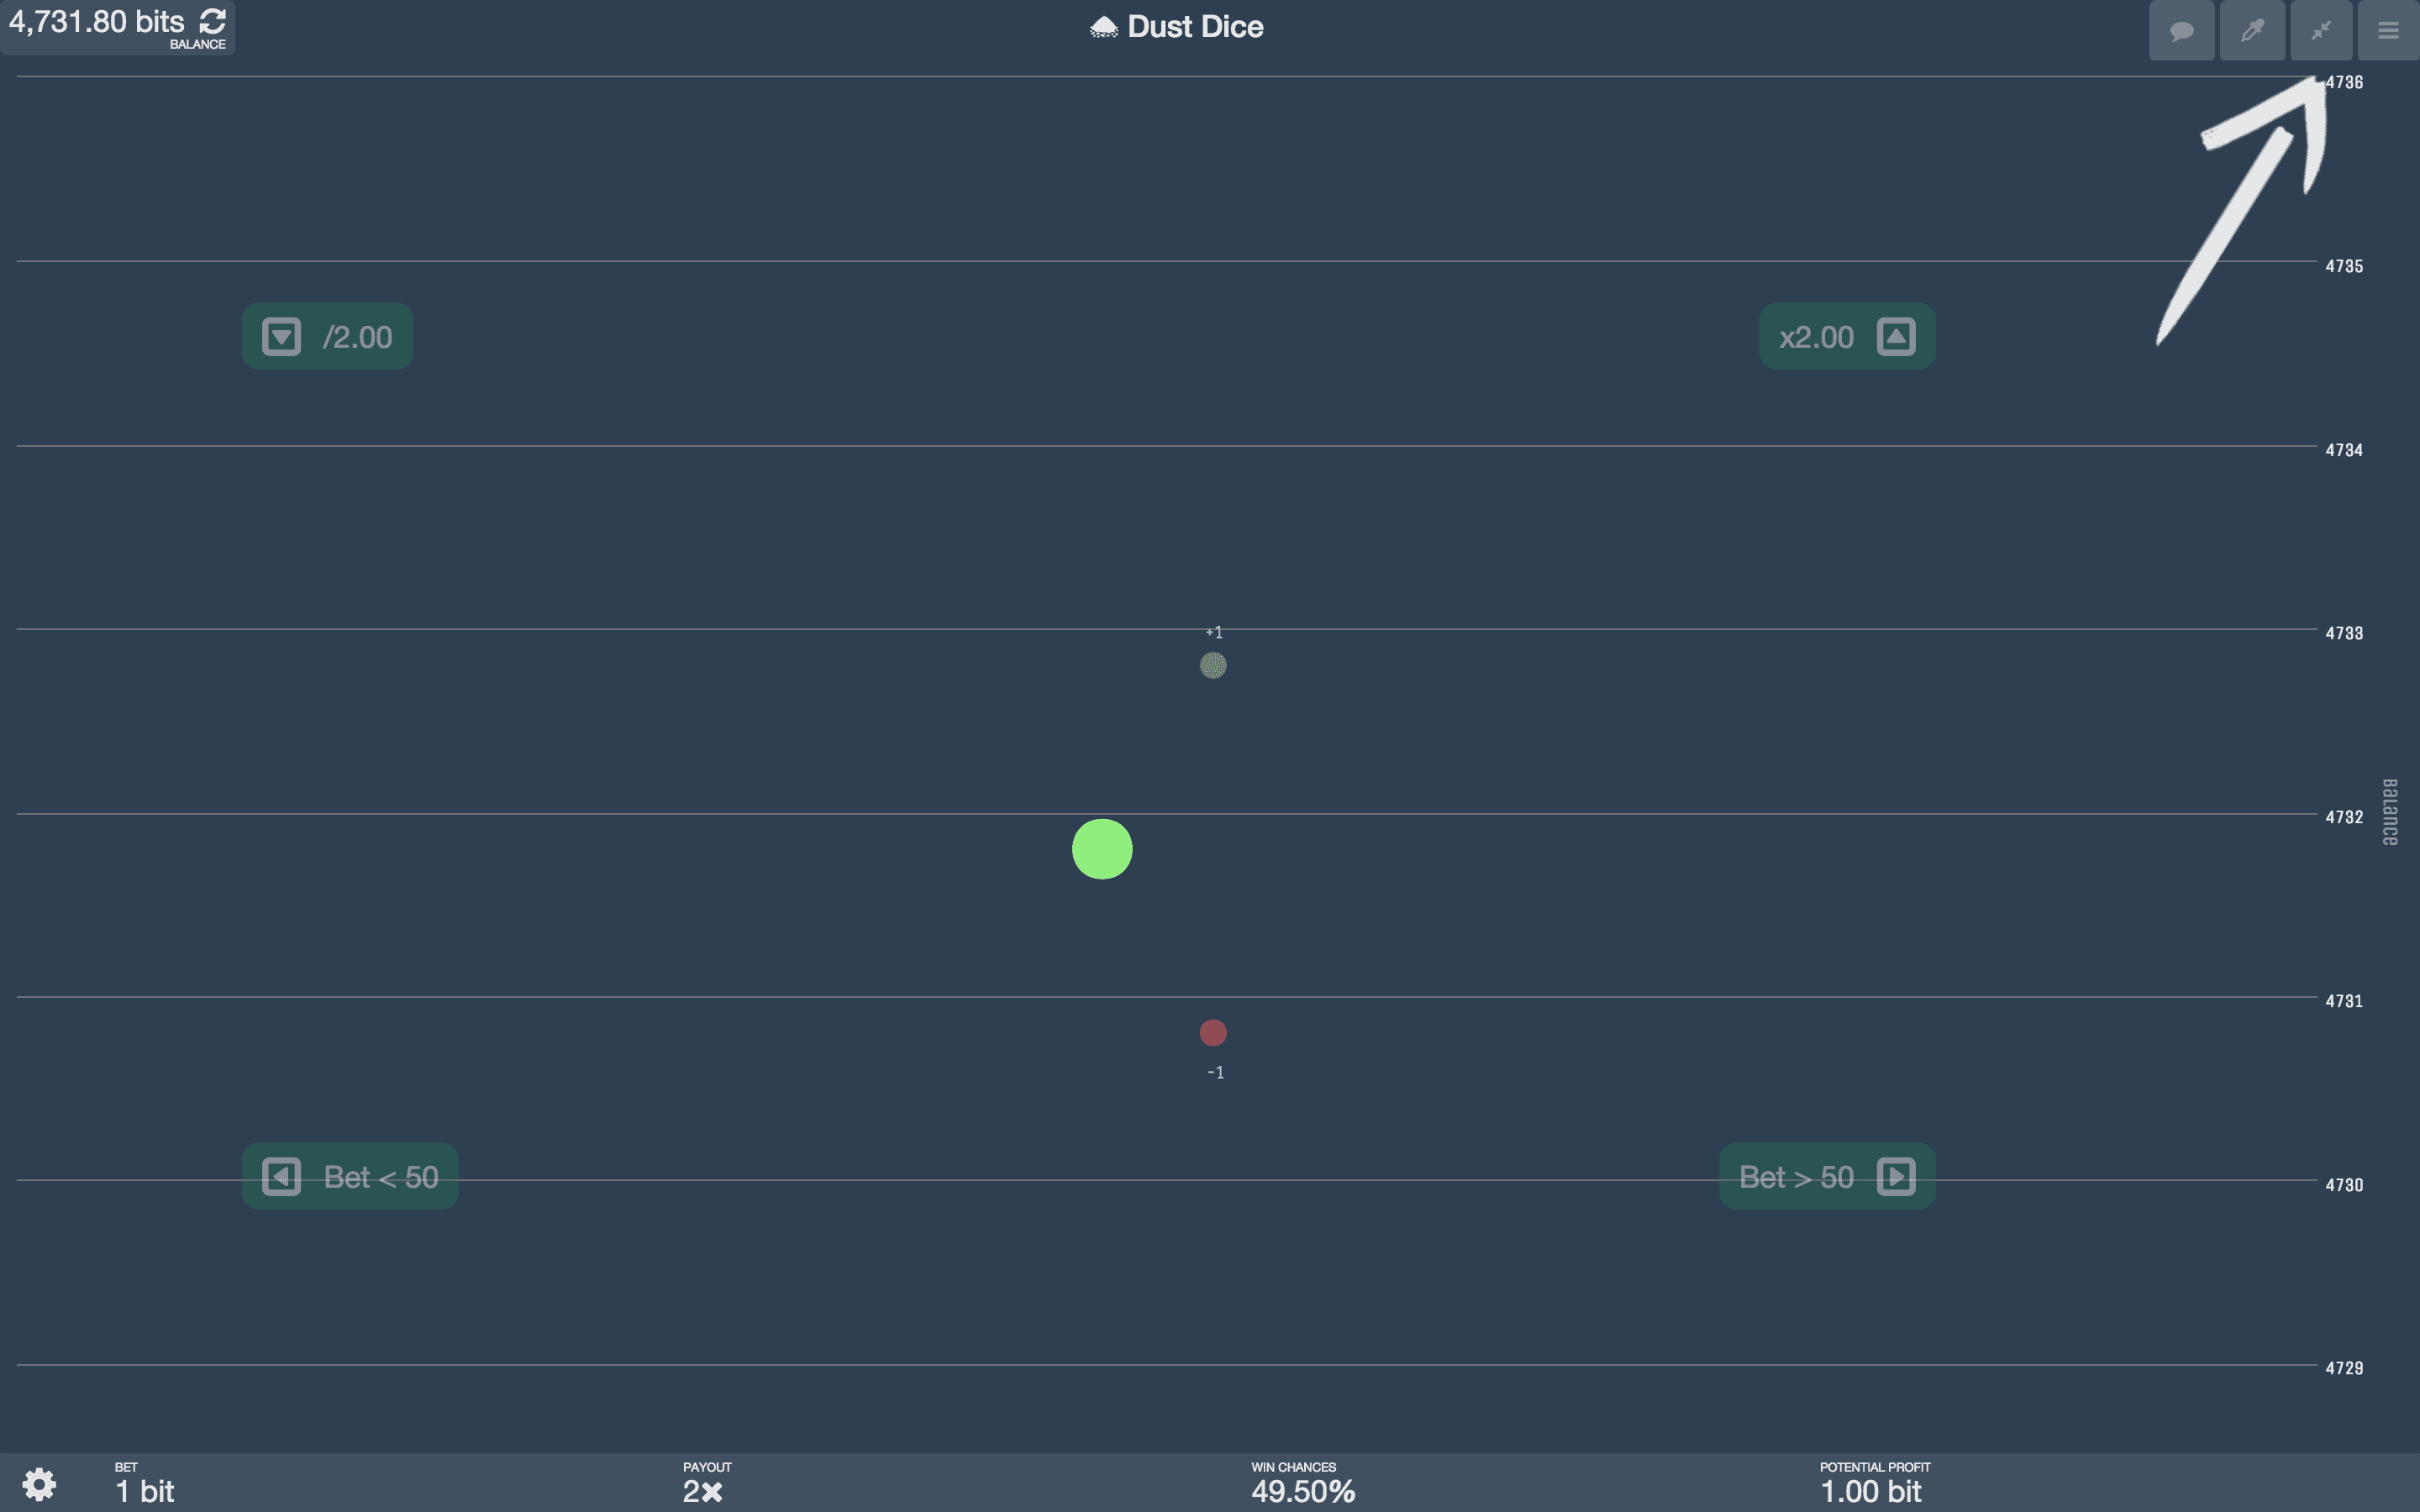 4,731.80 bits
BALANCE
Dust Dice
4736
4735
/2.00
x2.00
4734
+1
4733
4732
Balance
4731
-1
Bet < 50
Bet > 50
4730
4729
BET
1 bit
PAYOUT
2×
WIN CHANCES
49.50%
POTENTIAL PROFIT
1.00 bit